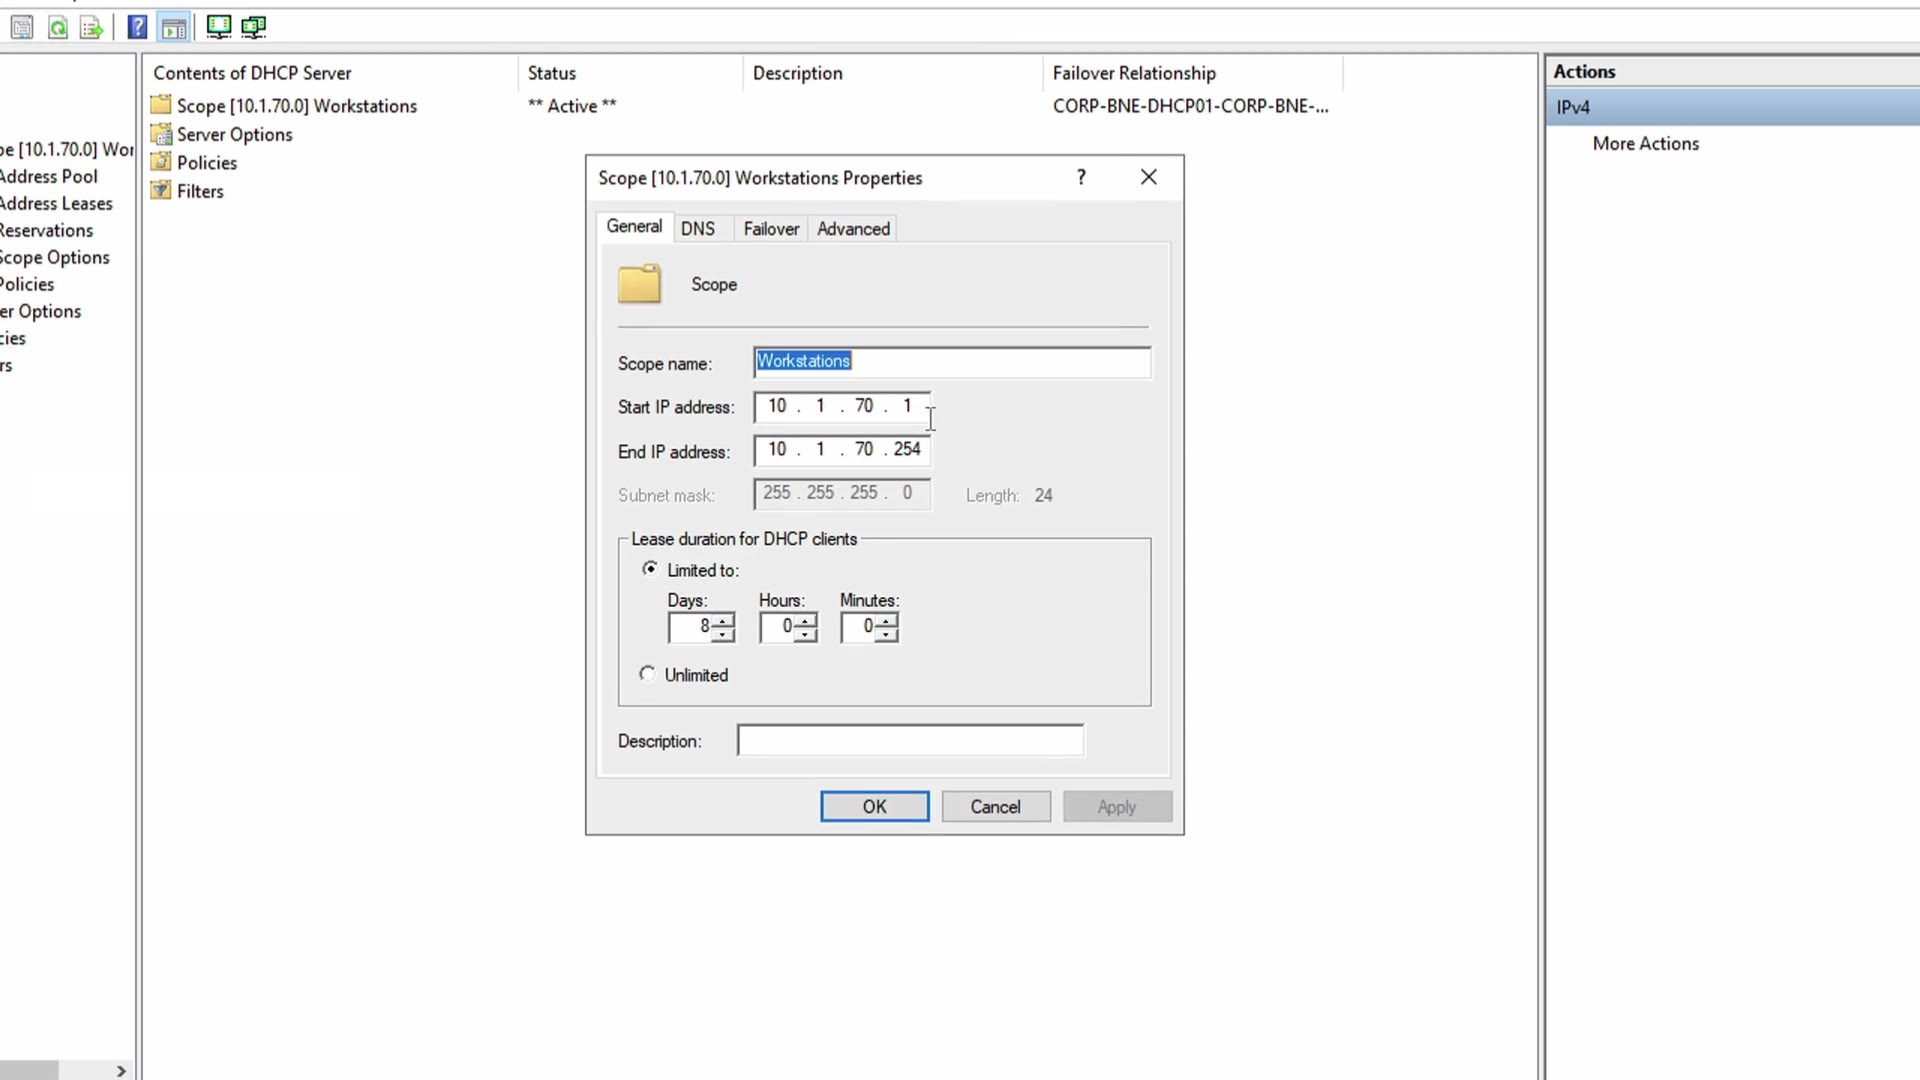 Contents of DHCP Server
Status
Description
Failover Relationship
Scope [10.1.70.0] Workstations
** Active **
CORP-BNE-DHCP01-CORP-BNE-...
Server Options
Policies
Filters
pe [10.1.70.0] Wor
Address Pool
Address Leases
Reservations
Scope Options
Policies
er Options
cies
rs
Scope [10.1.70.0] Workstations Properties
?
General
DNS
Failover
Advanced
Scope
Scope name:
Workstations
Start IP address:
10 . 1 . 70 . 1
End IP address:
10 . 1 . 70 . 254
Subnet mask:
255 . 255 . 255 . 0
Length: 24
Lease duration for DHCP clients
Limited to:
Days:
Hours:
Minutes:
8
0
0
Unlimited
Description:
OK
Cancel
Apply
Actions
IPv4
More Actions